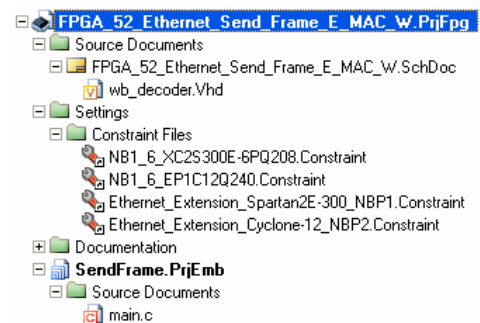 FPGA_52_Ethernet_Send_Frame_E_MAC_W.PrjFpg
Source Documents
FPGA_52_Ethernet_Send_Frame_E_MAC_W.SchDoc
wb_decoder.Vhd
Settings
Constraint Files
NB1_6_XC2S300E-6PQ208.Constraint
NB1_6_EP1C12Q240.Constraint
Ethernet_Extension_Spartan2E-300_NBP1.Constraint
Ethernet_Extension_Cyclone-12_NBP2.Constraint
Documentation
SendFrame.PrjEmb
Source Documents
main.c